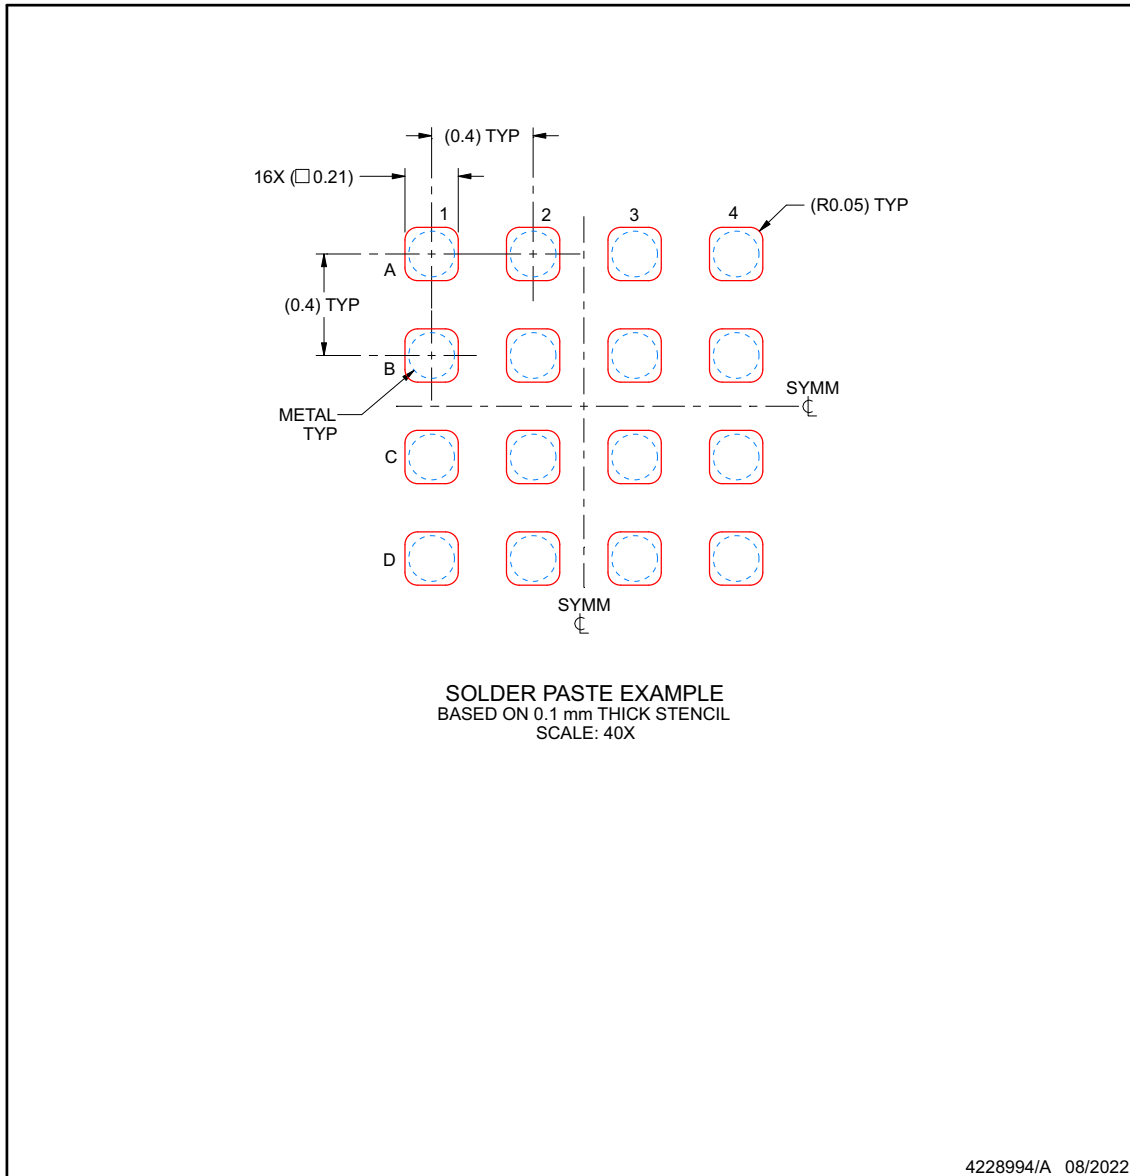 (0.4) TYP
16X (□ 0.21)
(R0.05) TYP
1
2
3
4
A
(0.4) TYP
B
SYMM
℄
METAL
TYP
C
D
SYMM
℄
SOLDER PASTE EXAMPLE
BASED ON 0.1 mm THICK STENCIL
SCALE: 40X
4228994/A 08/2022